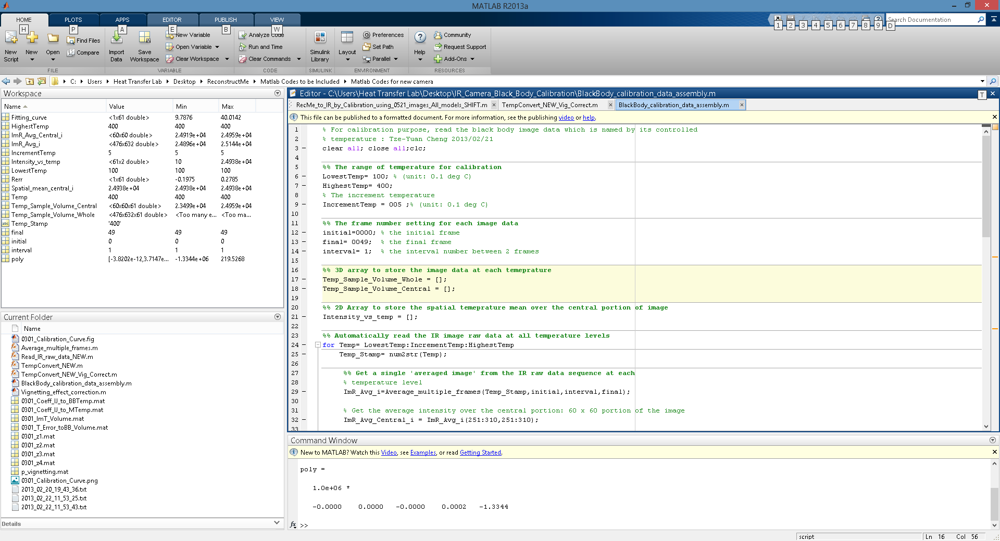 MATLAB R2013a
HOME PLOTS APPS EDITOR PUBLISH VIEW
H P A E B W 1 2 3 4 5 6 7 8 9 D
Search Documentation
New Script
New
Open
Find Files
Compare
FILE
Import Data
Save Workspace
New Variable
Open Variable
Clear Workspace
VARIABLE
Analyze Code
Run and Time
Clear Commands
CODE
Simulink Library
SIMULINK
Layout
Preferences
Set Path
Parallel
ENVIRONMENT
Help
Community
Request Support
Add-Ons
RESOURCES
C: Users Heat Transfer Lab Desktop ReconstructMe Matlab Codes to be Included Matlab Codes for new camera
Workspace
Name Value Min Max
Fitting_curve <1x61 double> 9.7876 40.0142
HighestTemp 400 400 400
ImR_Avg_Central_i <60x60 double> 2.4919e+04 2.4959e+04
ImR_Avg_i <476x632 double> 2.4896e+04 2.5144e+04
IncrementTemp 5 5 5
Intensity_vs_temp <61x2 double> 10 2.4938e+04
LowestTemp 100 100 100
Rerr <1x61 double> -0.1975 0.2785
Spatial_mean_central_i 2.4938e+04 2.4938e+04 2.4938e+04
Temp 400 400 400
Temp_Sample_Volume_Central <60x60x61 double> 2.3499e+04 2.4959e+04
Temp_Sample_Volume_Whole <476x632x61 double> <Too many e... <Too ma...
abc Temp_Stamp '400'
final 49 49 49
initial 0 0 0
interval 1 1 1
poly [-3.8202e-12,3.7147e... -1.3344e+06 219.5268
Current Folder
Name
0301_Calibration_Curve.fig
Average_multiple_frames.m
Read_IR_raw_data_NEW.m
TempConvert_NEW.m
TempConvert_NEW_Vig_Correct.m
BlackBody_calibration_data_assembly.m
Vignetting_effect_correction.m
0301_Coeff_IJ_to_BBTemp.mat
0301_Coeff_IJ_to_MTemp.mat
0301_ImT_Volume.mat
0301_T_Error_toBB_Volume.mat
0301_z1.mat
0301_z2.mat
0301_z3.mat
0301_z4.mat
p_vignetting.mat
0301_Calibration_Curve.png
2013_02_20_19_43_36.txt
2013_02_22_11_53_25.txt
2013_02_22_11_53_43.txt
Details
Editor - C:\Users\Heat Transfer Lab\Desktop\IR_Camera_Black_Body_Calibration\BlackBody_calibration_data_assembly.m
T
RecMe_to_IR_by_Calibration_using_0521_images_All_models_SHIFT.m TempConvert_NEW_Vig_Correct.m BlackBody_calibration_data_assembly.m
This file can be published to a formatted document. For more information, see the publishing video or help.
1 % For calibration purpose, read the black body image data which is named by its controlled
2 % temperature : Tze-Yuan Cheng 2013/02/21
3 clear all; close all;clc;
4
5 %% The range of temperature for calibration
6 LowestTemp= 100; % (unit: 0.1 deg C)
7 HighestTemp= 400;
8 % The increment temperature
9 IncrementTemp = 005 ;% (unit: 0.1 deg C)
10
11 %% The frame number setting for each image data
12 initial=0000; % the initial frame
13 final= 0049; % the final frame
14 interval= 1; % the interval number between 2 frames
15
16 %% 3D array to store the image data at each temeprature
17 Temp_Sample_Volume_Whole = [];
18 Temp_Sample_Volume_Central = [];
19
20 %% 2D Array to store the spatial temeprature mean over the central portion of image
21 Intensity_vs_temp = [];
22
23 %% Automatically read the IR image raw data at all temperature levels
24 for Temp= LowestTemp:IncrementTemp:HighestTemp
25 Temp_Stamp= num2str(Temp);
26
27 %% Get a single 'averaged image' from the IR raw data sequence at each
28 % temperature level
29 ImR_Avg_i=Average_multiple_frames(Temp_Stamp,initial,interval,final);
30
31 % Get the average intensity over the central portion: 60 x 60 portion of the image
32 ImR_Avg_Central_i = ImR_Avg_i(251:310,251:310);
33
Command Window
New to MATLAB? Watch this Video, see Examples, or read Getting Started.
poly =
1.0e+06 *
-0.0000 0.0000 -0.0000 0.0002 -1.3344
fx >>
script Ln 16 Col 56